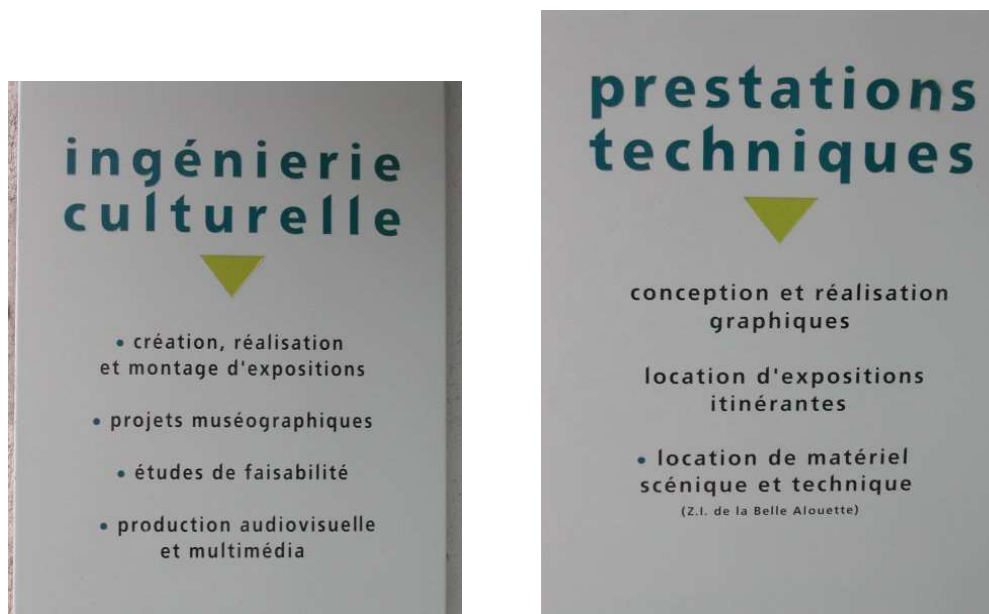 ingénierie
culturelle
• création, réalisation
et montage d'expositions
• projets muséographiques
• études de faisabilité
• production audiovisuelle
et multimédia
prestations
techniques
conception et réalisation
graphiques
location d'expositions
itinérantes
• location de matériel
scénique et technique
(Z.I. de la Belle Alouette)